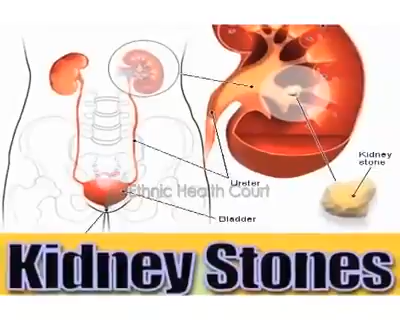 Kidney
stone
Ureter
Ethnic Health Court
Bladder
Kidney Stones